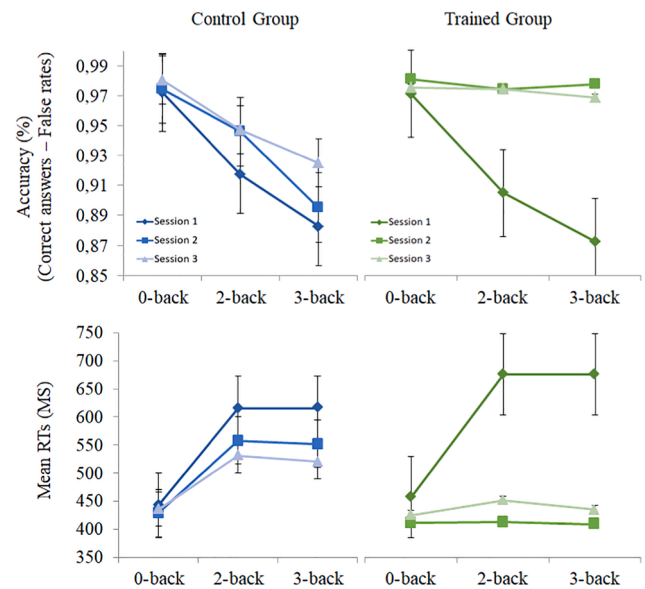 Control Group
Trained Group
Accuracy (%)
(Correct answers – False rates)
0,99
0,97
0,95
0,93
0,91
0,89
0,87
0,85
Session 1
Session 2
Session 3
0-back 2-back 3-back
Session 1
Session 2
Session 3
0-back 2-back 3-back
Mean RTs (MS)
750
700
650
600
550
500
450
400
350
0-back 2-back 3-back
0-back 2-back 3-back